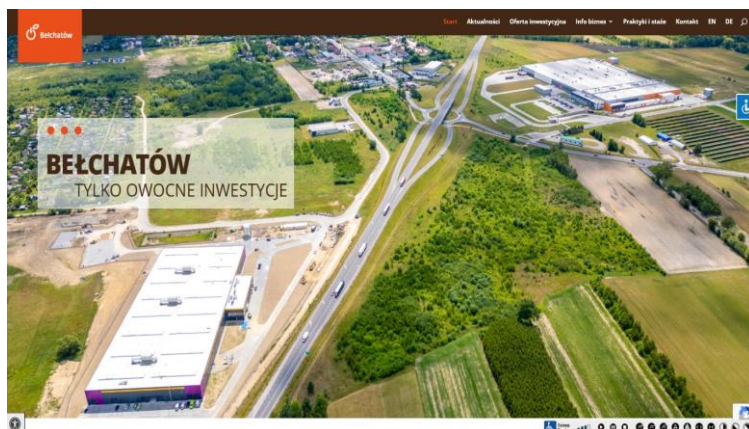 Bełchatów
Start Aktualności Oferta inwestycyjna Info biznes Praktyki i staże Kontakt EN DE
BEŁCHATÓW
TYLKO OWOCNE INWESTYCJE